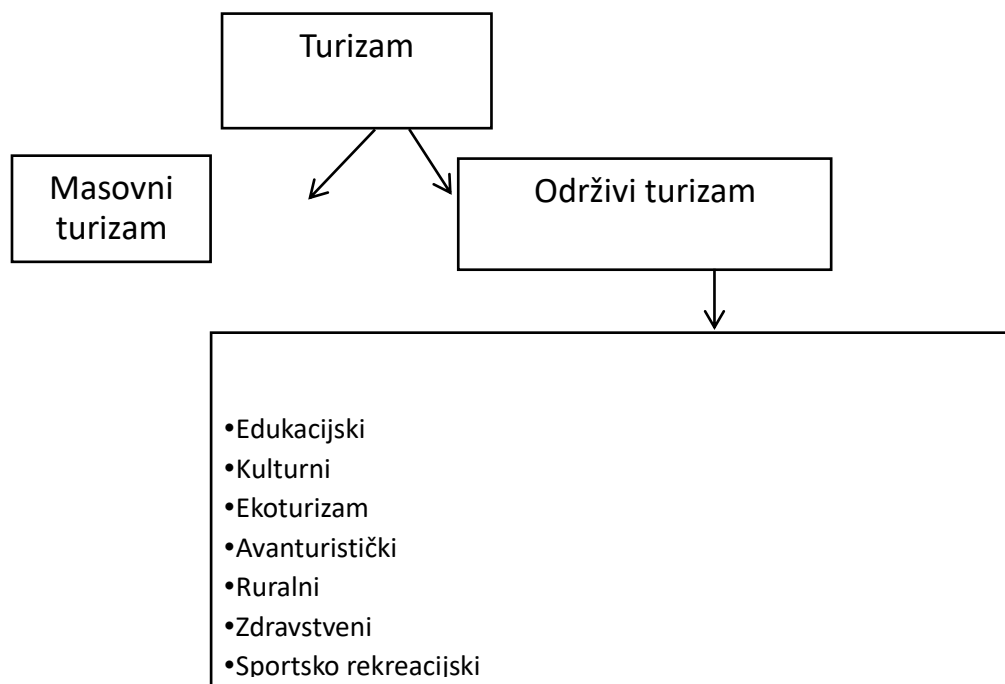 Turizam
Masovni
turizam
Održivi turizam
•Edukacijski
•Kulturni
•Ekoturizam
•Avanturistički
•Ruralni
•Zdravstveni
•Sportsko rekreacijski